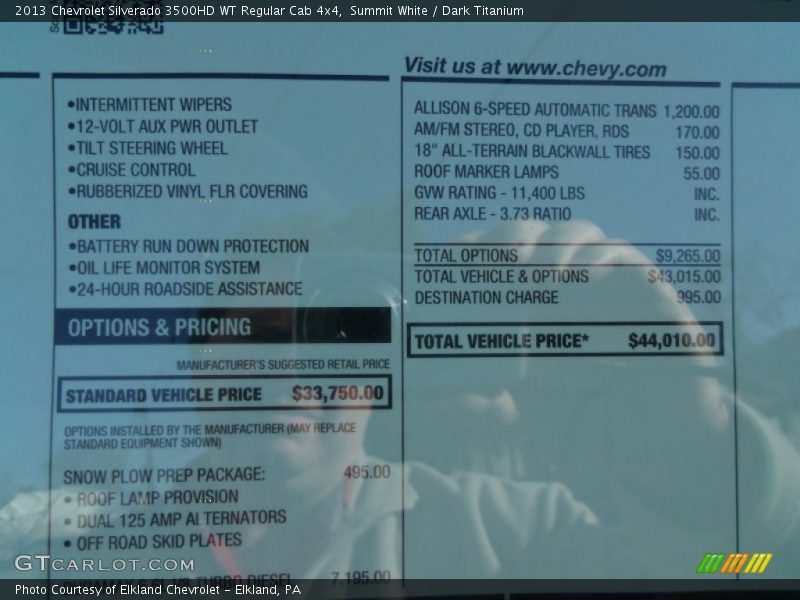 2013 Chevrolet Silverado 3500HD WT Regular Cab 4x4, Summit White / Dark Titanium
•INTERMITTENT WIPERS
•12-VOLT AUX PWR OUTLET
•TILT STEERING WHEEL
•CRUISE CONTROL
•RUBBERIZED VINYL FLR COVERING
OTHER
•BATTERY RUN DOWN PROTECTION
•OIL LIFE MONITOR SYSTEM
•24-HOUR ROADSIDE ASSISTANCE
OPTIONS & PRICING
MANUFACTURER'S SUGGESTED RETAIL PRICE
STANDARD VEHICLE PRICE $33,750.00
OPTIONS INSTALLED BY THE MANUFACTURER (MAY REPLACE
STANDARD EQUIPMENT SHOWN)
SNOW PLOW PREP PACKAGE: 495.00
• ROOF LAMP PROVISION
• DUAL 125 AMP ALTERNATORS
• OFF ROAD SKID PLATES
DURAMAX 6.6L V8 TURBO DIESEL 7,195.00
Visit us at www.chevy.com
ALLISON 6-SPEED AUTOMATIC TRANS 1,200.00
AM/FM STEREO, CD PLAYER, RDS 170.00
18" ALL-TERRAIN BLACKWALL TIRES 150.00
ROOF MARKER LAMPS 55.00
GVW RATING - 11,400 LBS INC.
REAR AXLE - 3.73 RATIO INC.
TOTAL OPTIONS $9,265.00
TOTAL VEHICLE & OPTIONS $43,015.00
DESTINATION CHARGE 995.00
TOTAL VEHICLE PRICE* $44,010.00
GTCARLOT.COM
Photo Courtesy of Elkland Chevrolet - Elkland, PA